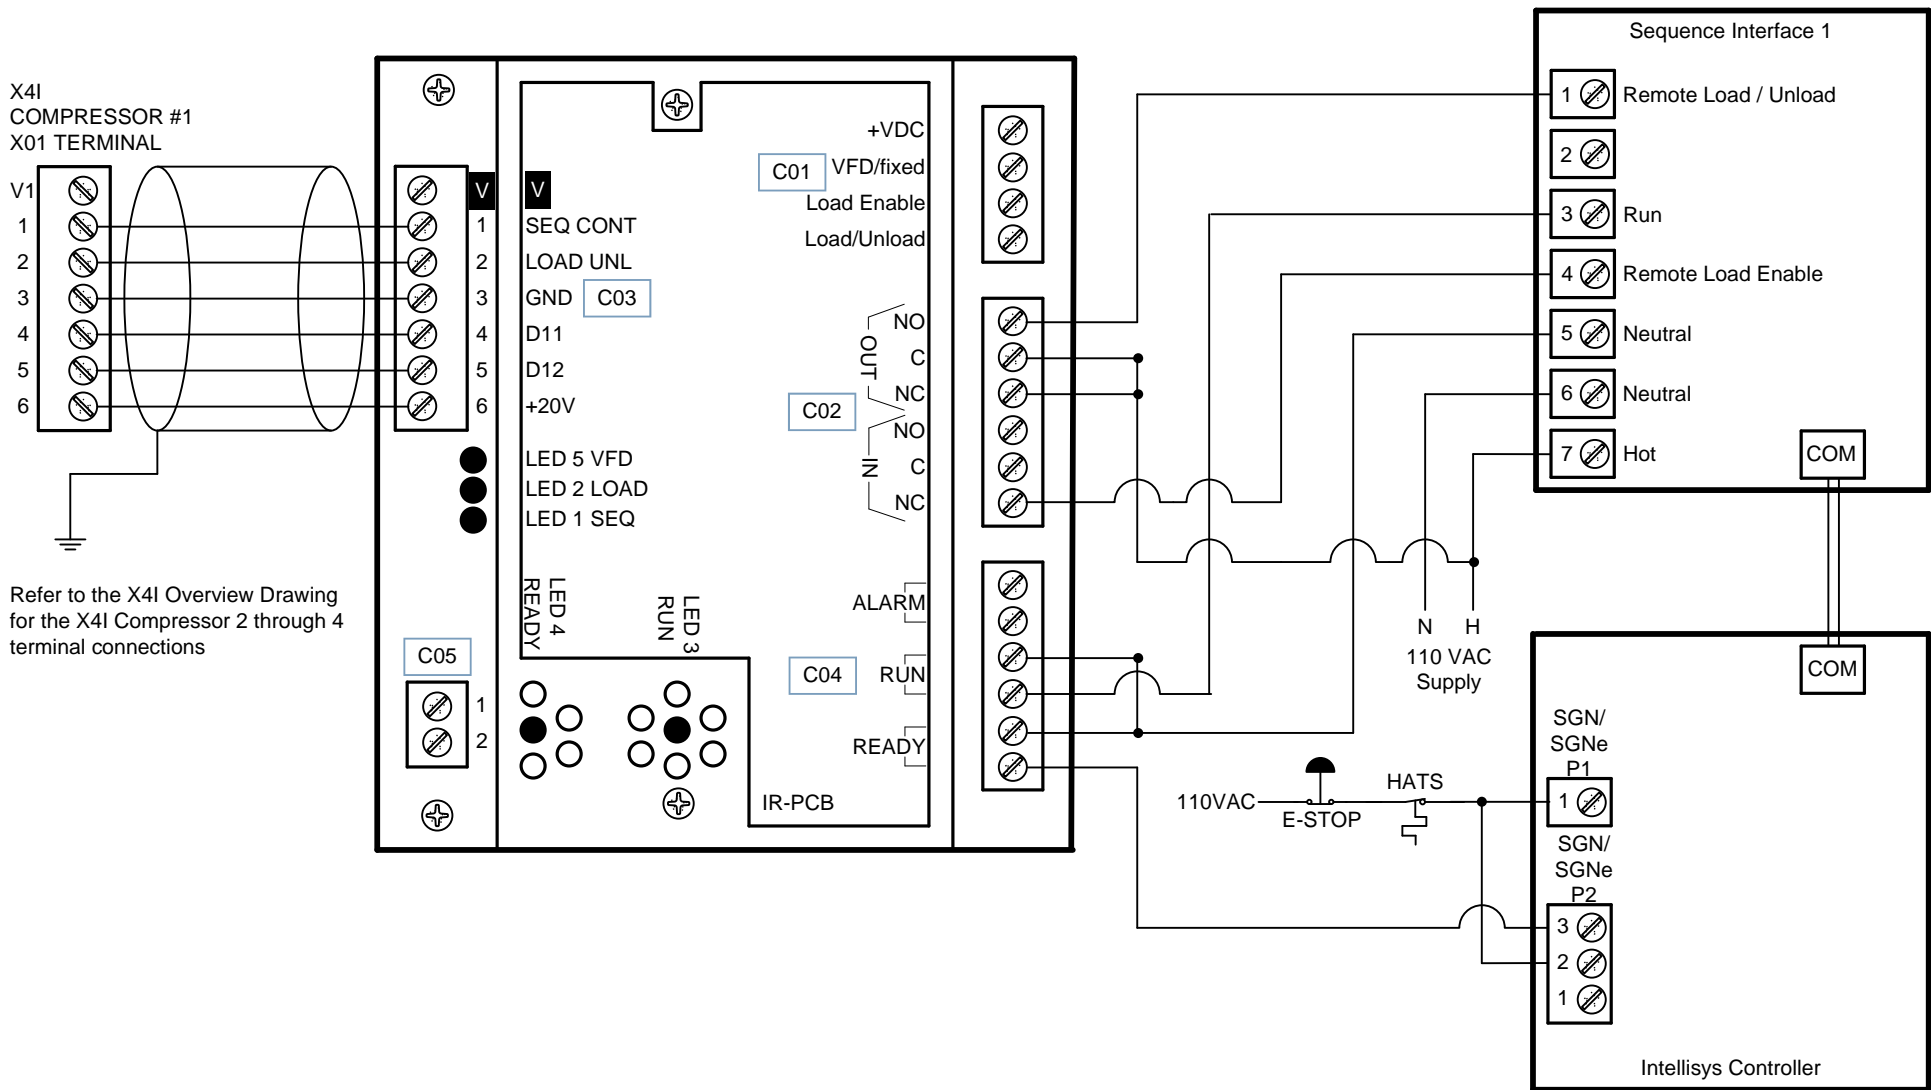 X4I
COMPRESSOR #1
X01 TERMINAL
V1
1
2
3
4
5
6
Refer to the X4I Overview Drawing
for the X4I Compressor 2 through 4
terminal connections
V
1
2
3
4
5
6
V
SEQ CONT
LOAD UNL
GND
C03
D11
D12
+20V
LED 5 VFD
LED 2 LOAD
LED 1 SEQ
LED 4
READY
LED 3
RUN
C05
1
2
+VDC
C01
VFD/fixed
Load Enable
Load/Unload
NO
OUT
C
NC
C02
NO
IN
C
NC
ALARM
C04
RUN
READY
IR-PCB
Sequence Interface 1
1 Remote Load / Unload
2
3 Run
4 Remote Load Enable
5 Neutral
6 Neutral
7 Hot
COM
N H
110 VAC
Supply
COM
110VAC
E-STOP
HATS
SGN/
SGNe
P1
1
SGN/
SGNe
P2
3
2
1
Intellisys Controller